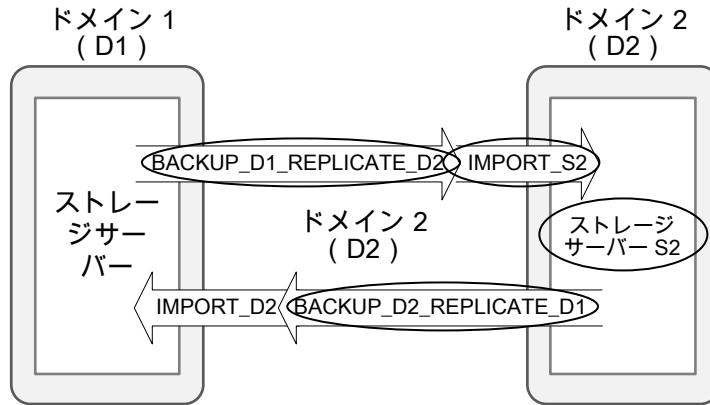 ドメイン 1
( D1 )
ドメイン 2
( D2 )
BACKUP_D1_REPLICATE_D2
IMPORT_S2
ストレー
ジサー
バー
ドメイン 2
( D2 )
ストレージ
サーバー S2
IMPORT_D2
BACKUP_D2_REPLICATE_D1